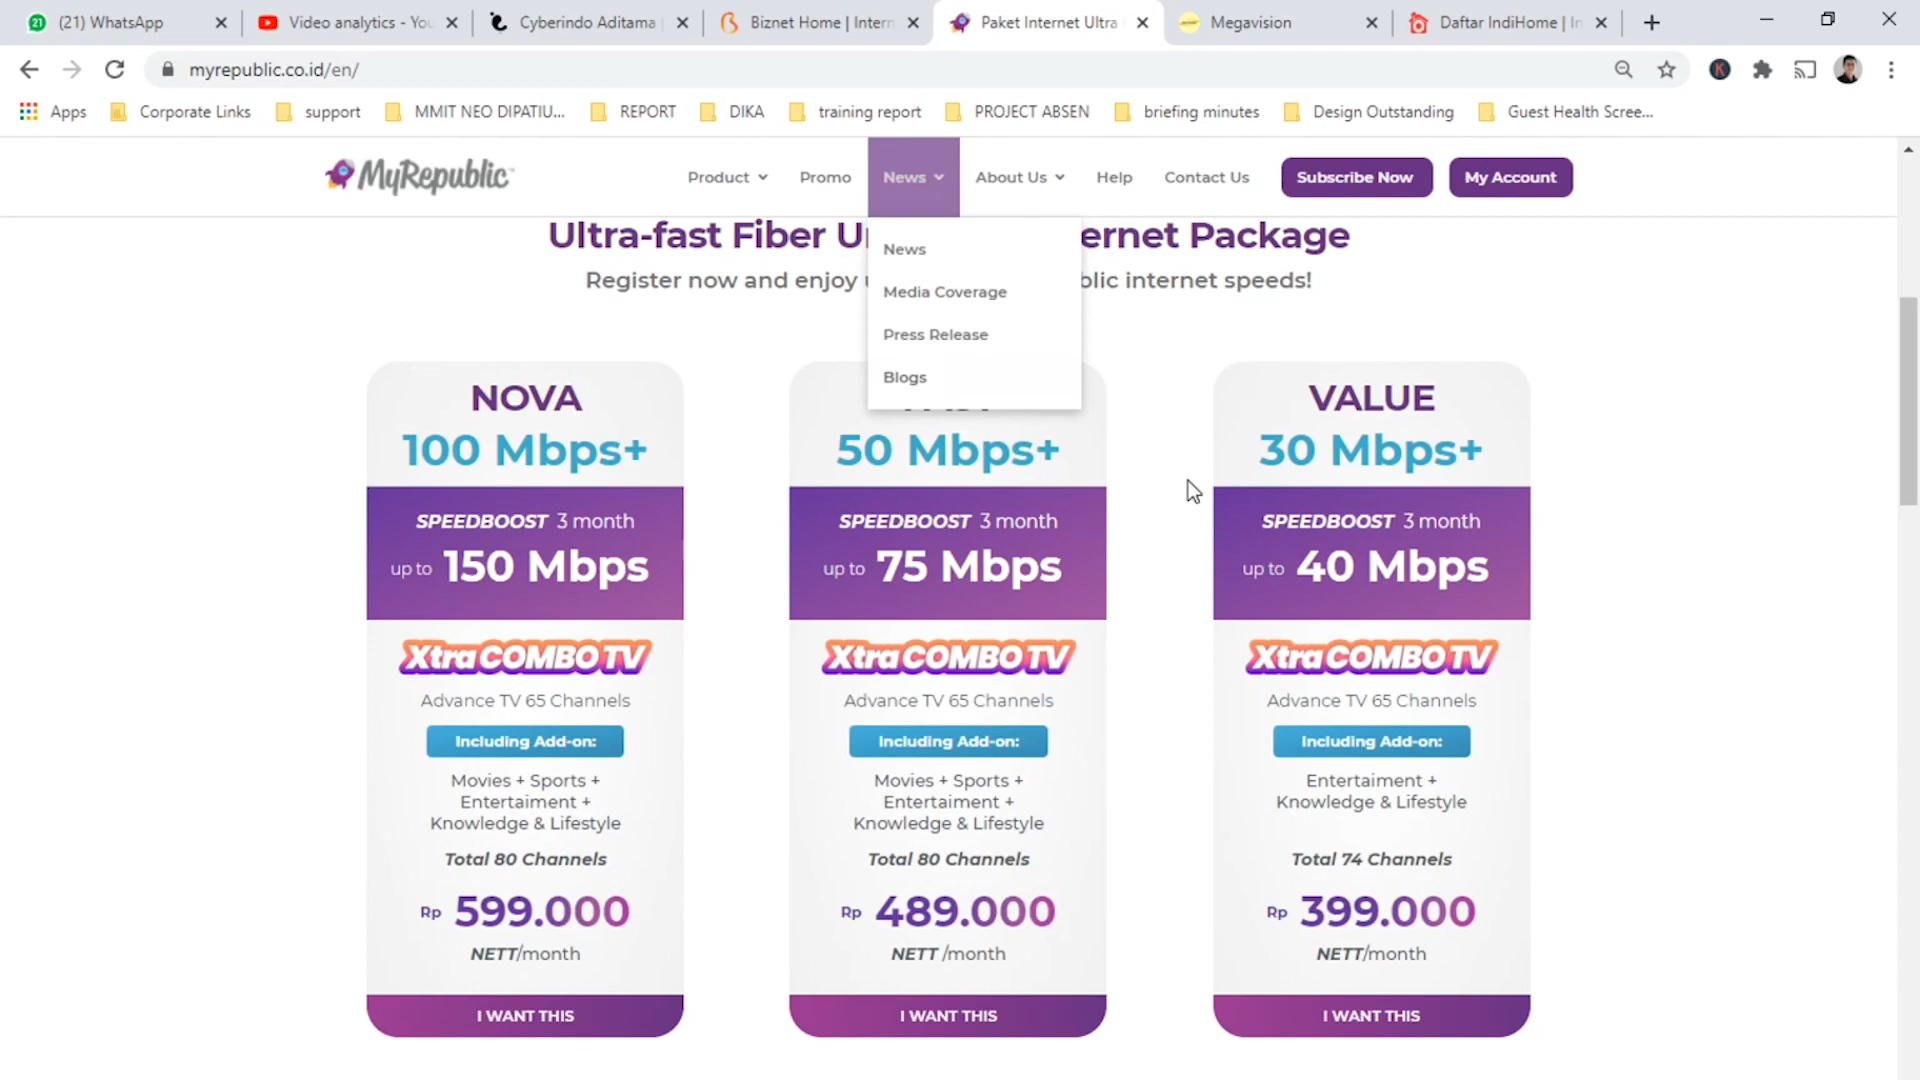 (21) WhatsApp
Video analytics - You
Cyberindo Aditama |
Biznet Home | Intern
Paket Internet Ultra
Megavision
Daftar IndiHome | In
myrepublic.co.id/en/
Apps
Corporate Links
support
MMIT NEO DIPATIU...
REPORT
DIKA
training report
PROJECT ABSEN
briefing minutes
Design Outstanding
Guest Health Scree...
MyRepublic
Product
Promo
News
About Us
Help
Contact Us
Subscribe Now
My Account
Ultra-fast Fiber U ernet Package
Register now and enjoy blic internet speeds!
News
Media Coverage
Press Release
Blogs
NOVA
100 Mbps+
SPEEDBOOST 3 month
up to 150 Mbps
XtraCOMBOTV
Advance TV 65 Channels
Including Add-on:
Movies + Sports +
Entertaiment +
Knowledge & Lifestyle
Total 80 Channels
Rp 599.000
NETT/month
I WANT THIS
50 Mbps+
SPEEDBOOST 3 month
up to 75 Mbps
XtraCOMBOTV
Advance TV 65 Channels
Including Add-on:
Movies + Sports +
Entertaiment +
Knowledge & Lifestyle
Total 80 Channels
Rp 489.000
NETT /month
I WANT THIS
VALUE
30 Mbps+
SPEEDBOOST 3 month
up to 40 Mbps
XtraCOMBOTV
Advance TV 65 Channels
Including Add-on:
Entertaiment +
Knowledge & Lifestyle
Total 74 Channels
Rp 399.000
NETT/month
I WANT THIS